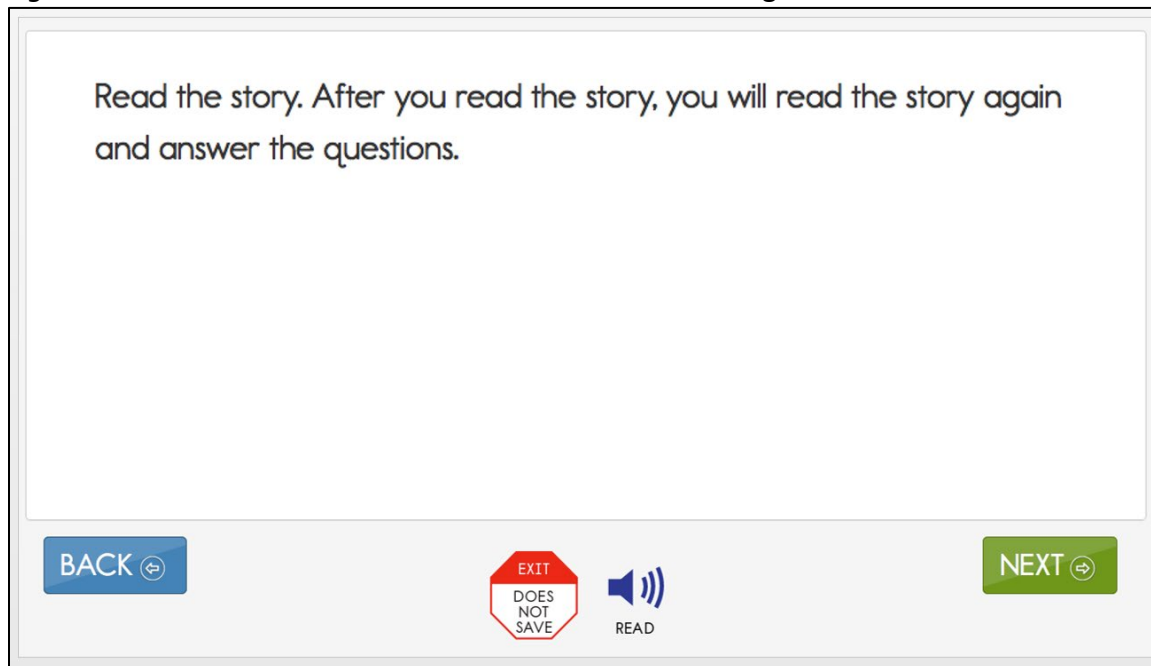 Read the story. After you read the story, you will read the story again
and answer the questions.
BACK
EXIT
DOES
NOT
SAVE
READ
NEXT